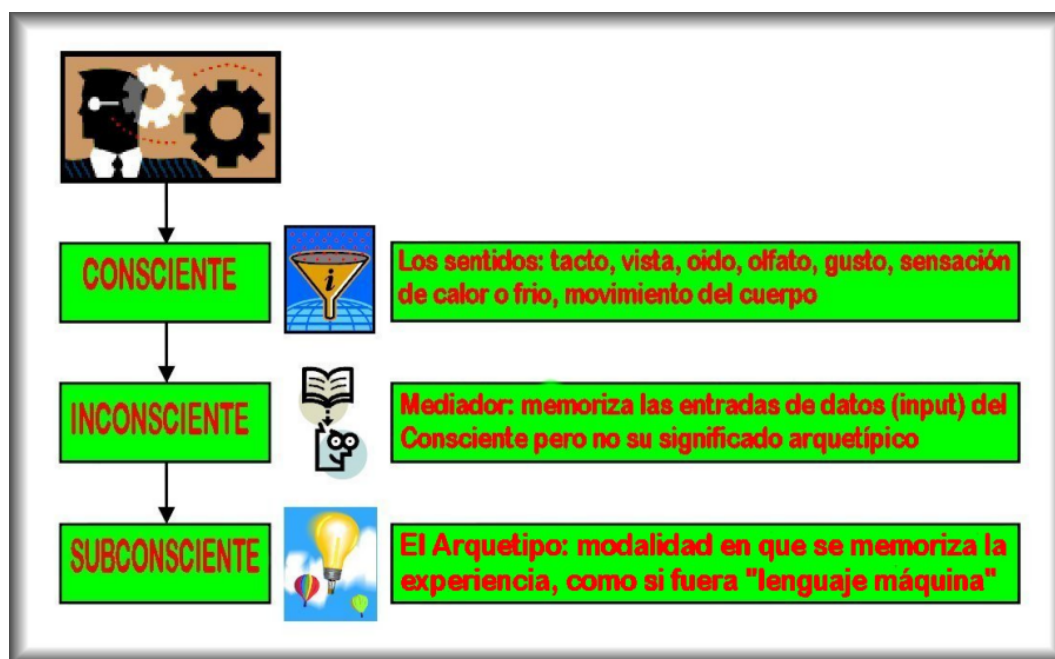 CONSCIENTE
Los sentidos: tacto, vista, oido, olfato, gusto, sensación
de calor o frio, movimiento del cuerpo
INCONSCIENTE
Mediador: memoriza las entradas de datos (input) del
Consciente pero no su significado arquetípico
SUBCONSCIENTE
El Arquetipo: modalidad en que se memoriza la
experiencia, como si fuera "lenguaje máquina"